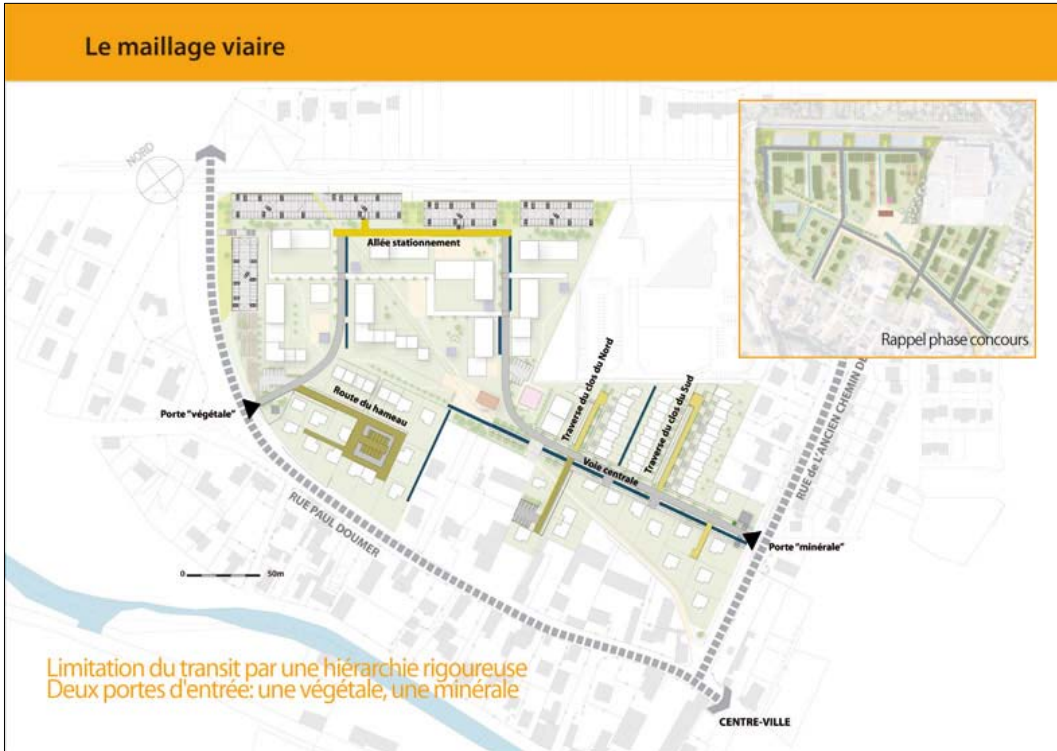 Le maillage viaire
NORD
Allée stationnement
Rappel phase concours
Porte "végétale"
Route du hameau
Traverse du clos du Nord
Traverse du clos du Sud
Voie centrale
RUE de L'ANCIEN CHEMIN DE
Porte "minérale"
RUE PAUL DOUMER
0 50m
Limitation du transit par une hiérarchie rigoureuse
Deux portes d'entrée: une végétale, une minérale
CENTRE-VILLE